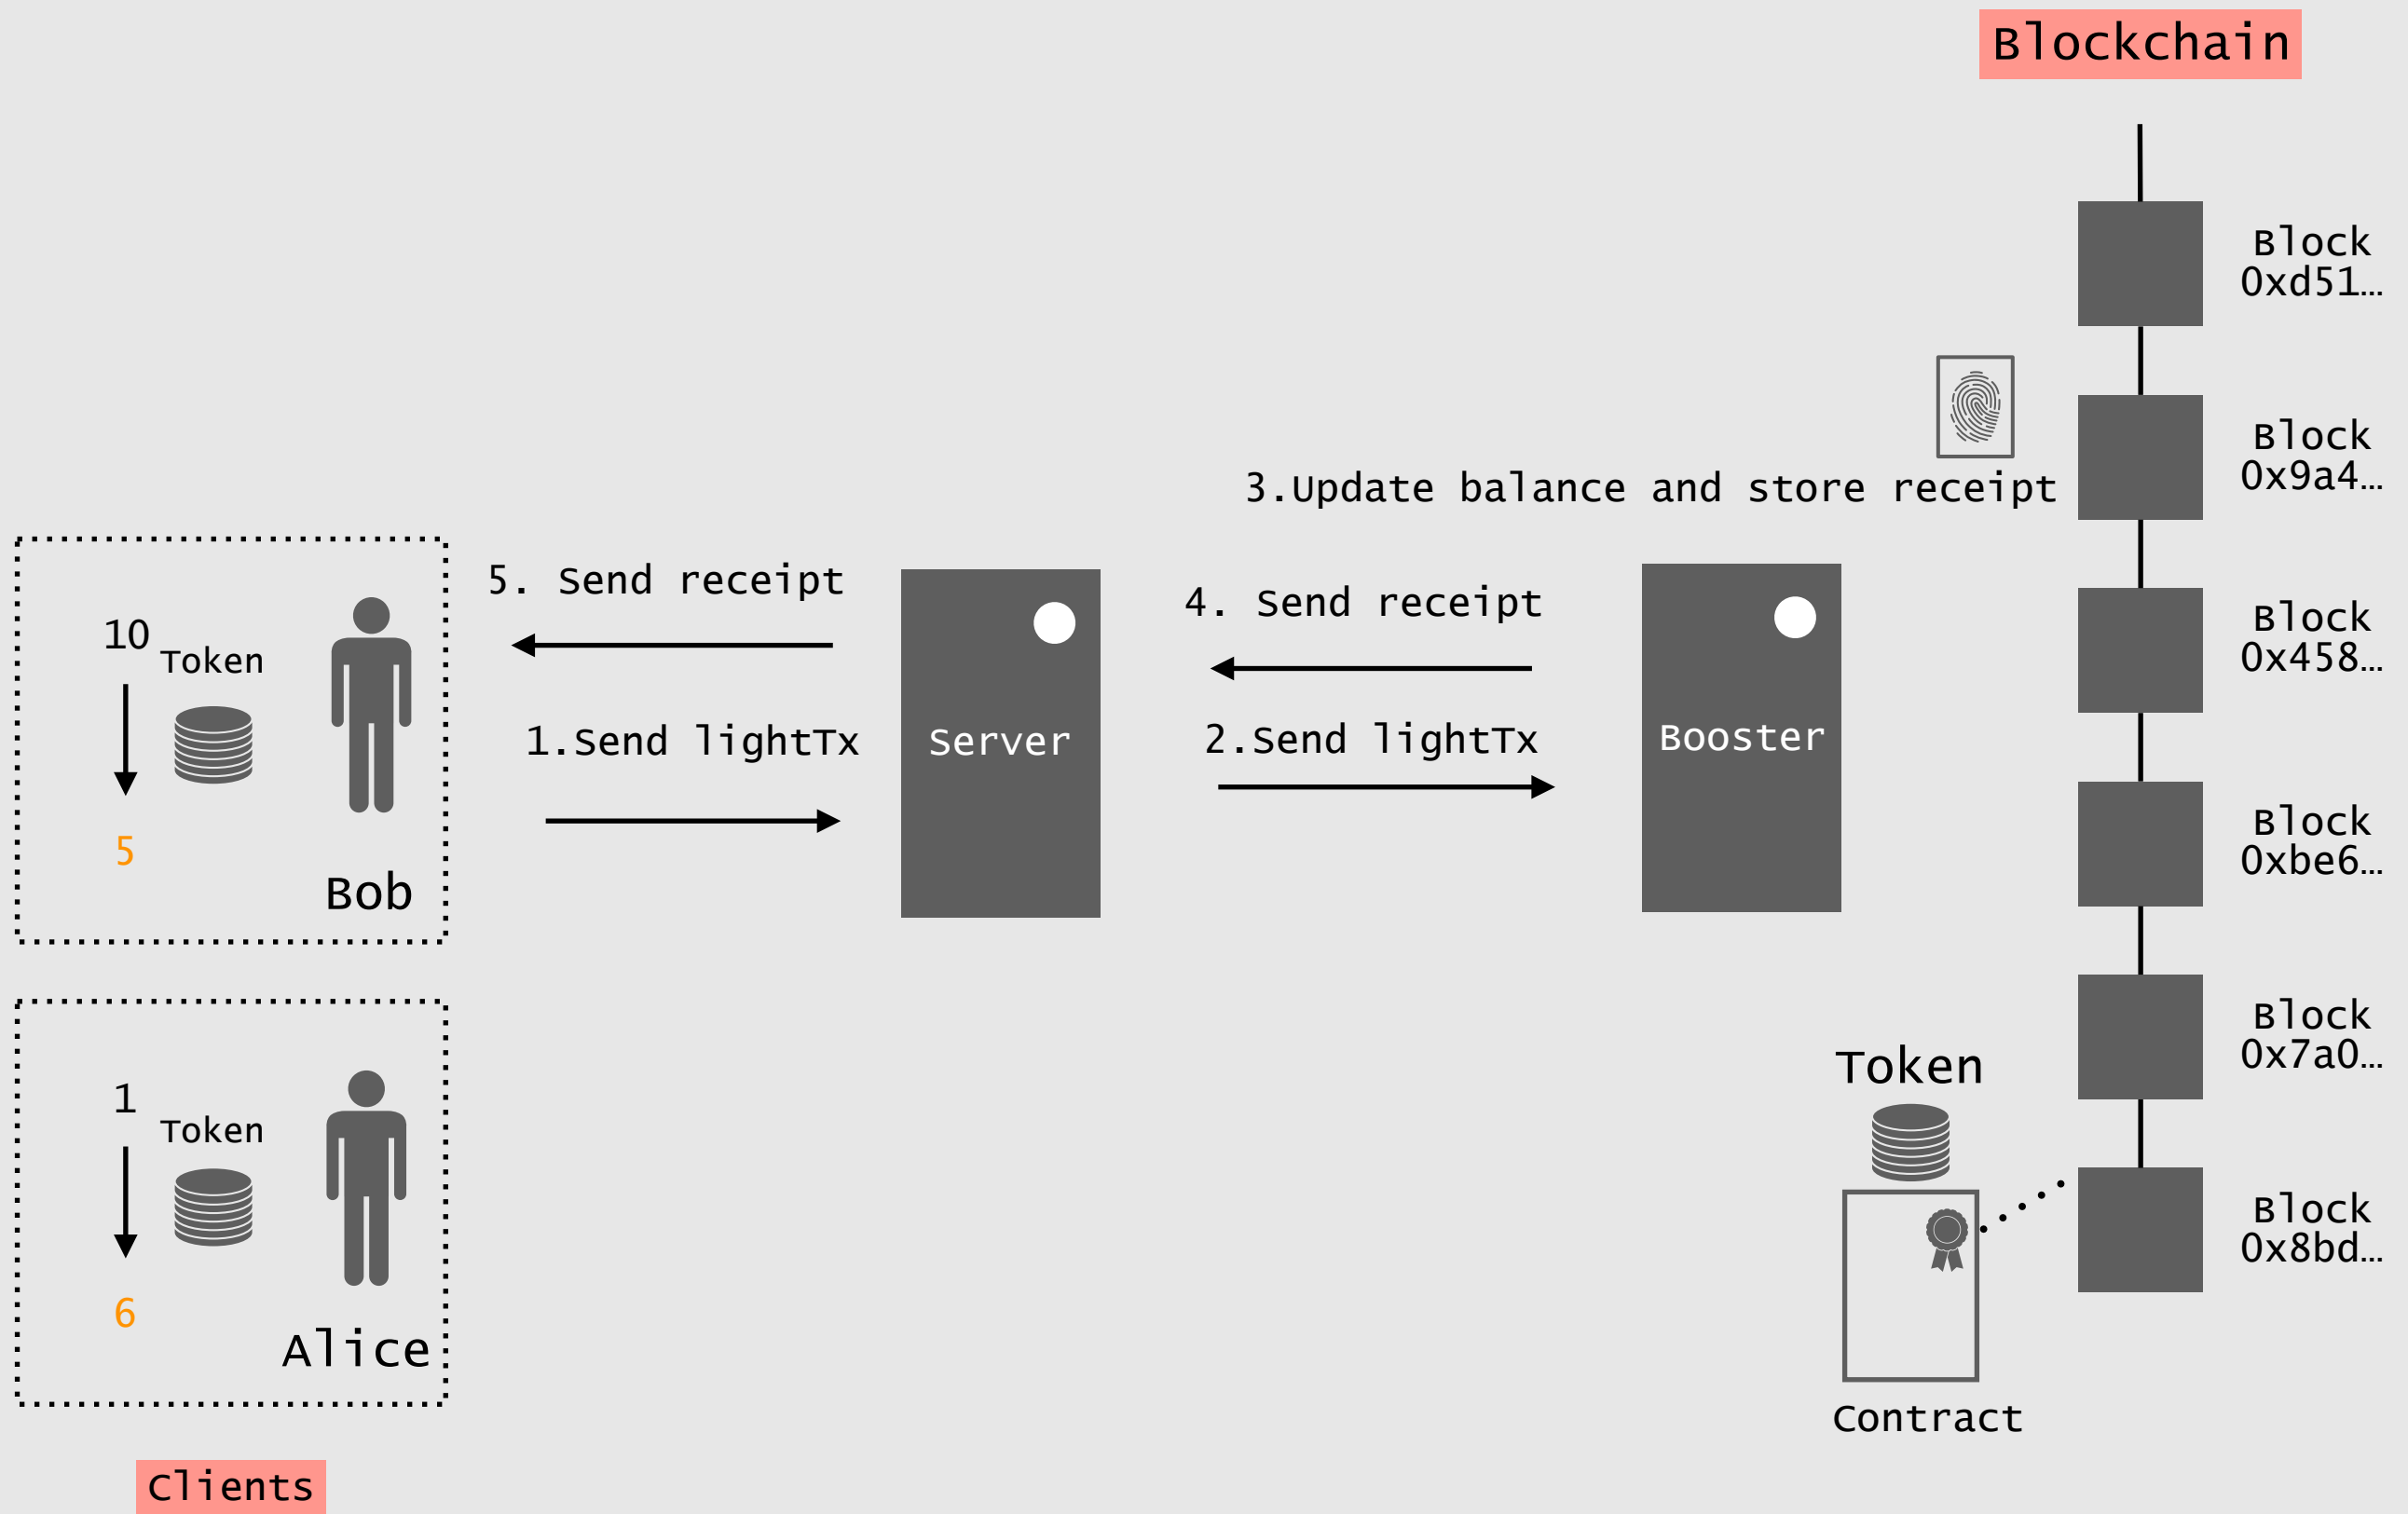 Blockchain
Block
0xd51…
Block
0x9a4…
3.Update balance and store receipt
5. Send receipt
4. Send receipt
Block
0x458…
10
Token
1.Send lightTx
Server
2.Send lightTx
Booster
5
Bob
Block
0xbe6…
1
Token
Block
0x7a0…
Token
6
Alice
Block
0x8bd…
Contract
Clients